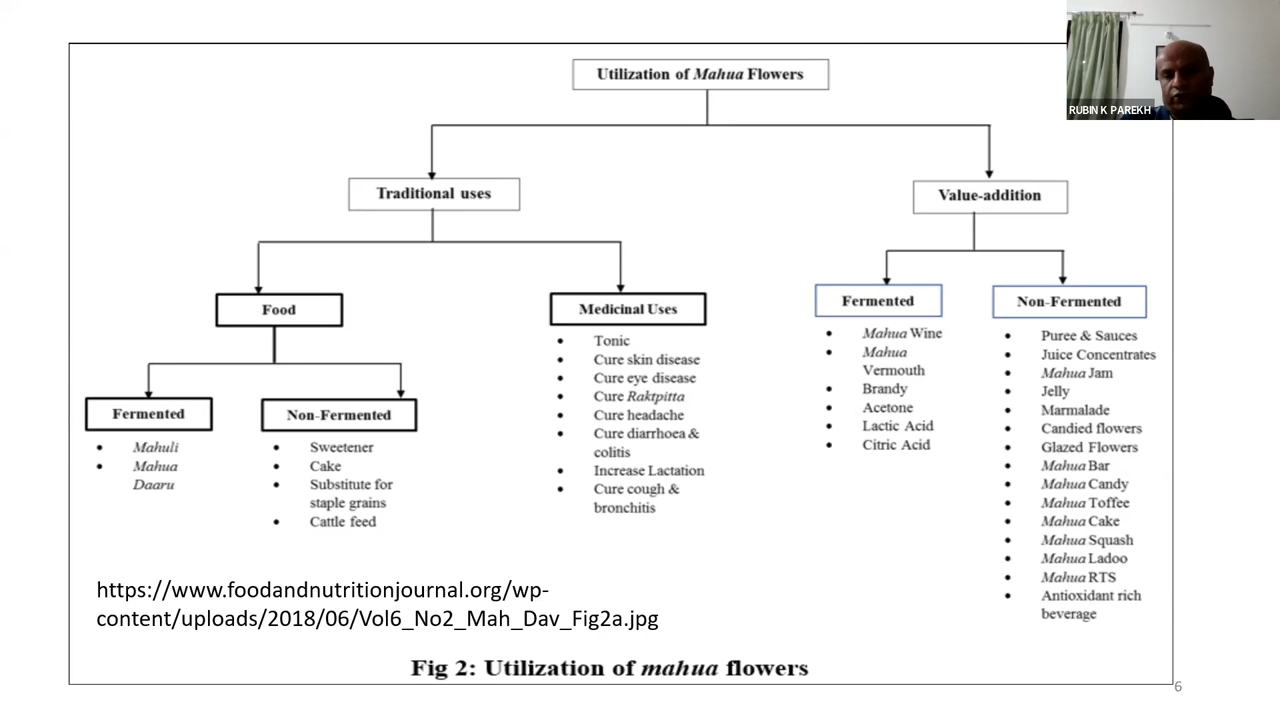 RUBIN K PAREKH
Utilization of Mahua Flowers
Traditional uses
Food
Fermented
Mahuli
Mahua
Daaru
Non-Fermented
Sweetener
Cake
Substitute for
staple grains
Cattle feed
Medicinal Uses
Tonic
Cure skin disease
Cure eye disease
Cure Raktpitta
Cure headache
Cure diarrhoea &
colitis
Increase Lactation
Cure cough &
bronchitis
Value-addition
Fermented
Mahua Wine
Mahua
Vermouth
Brandy
Acetone
Lactic Acid
Citric Acid
Non-Fermented
Puree & Sauces
Juice Concentrates
Mahua Jam
Jelly
Marmalade
Candied flowers
Glazed Flowers
Mahua Bar
Mahua Candy
Mahua Toffee
Mahua Cake
Mahua Squash
Mahua Ladoo
Mahua RTS
Antioxidant rich
beverage
https://www.foodandnutritionjournal.org/wp-
content/uploads/2018/06/Vol6_No2_Mah_Dav_Fig2a.jpg
Fig 2: Utilization of mahua flowers
6